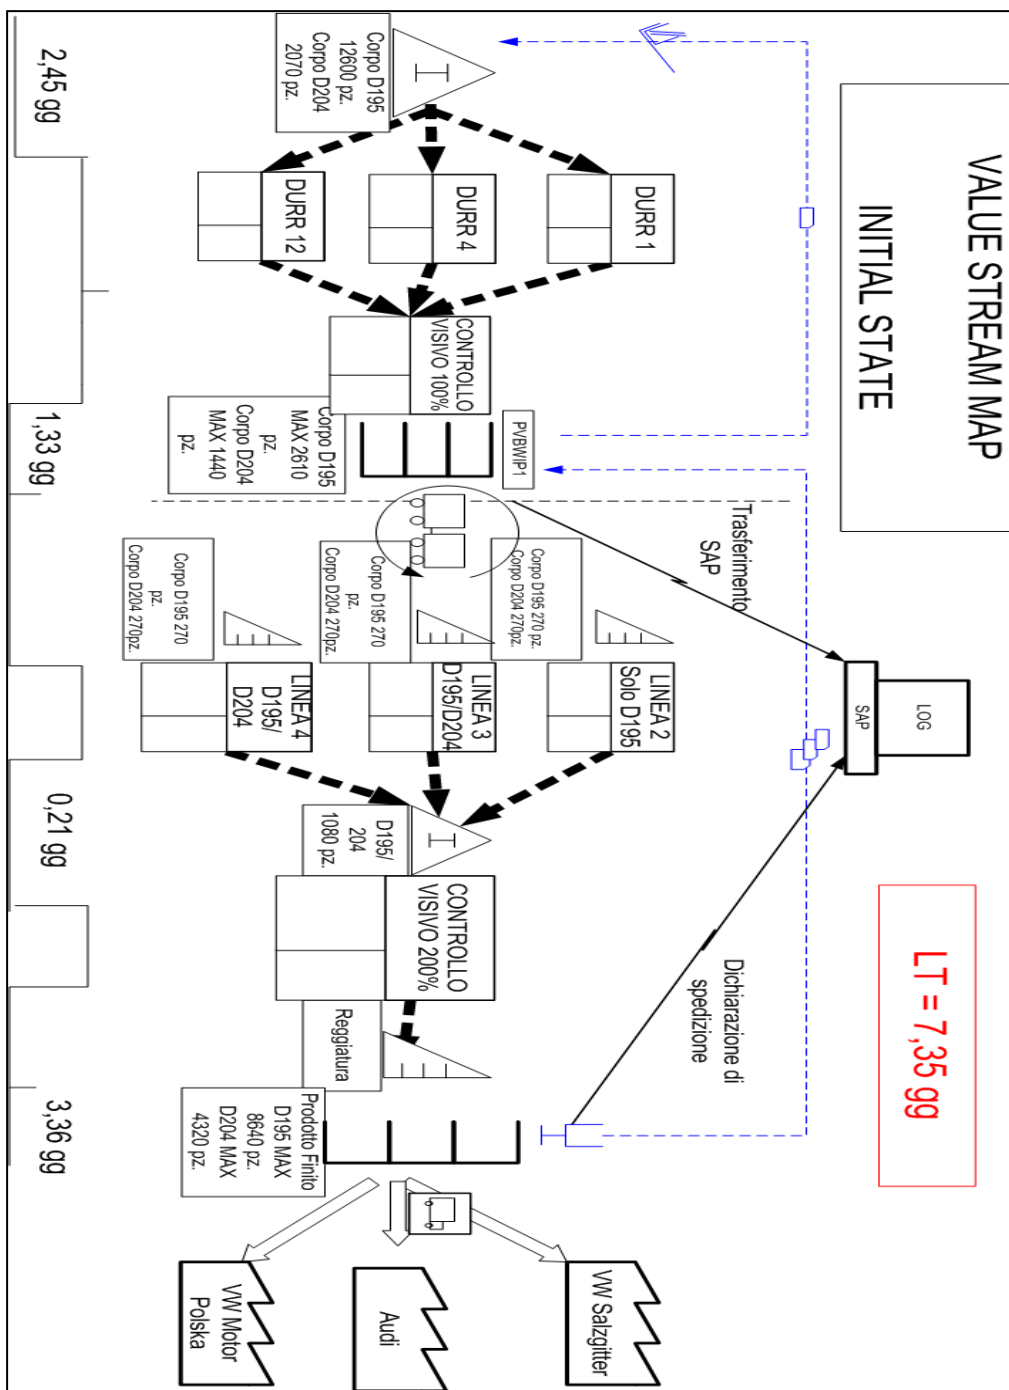 VALUE STREAM MAP
INITIAL STATE
LT = 7,35 gg
LOG
SAP
Trasferimento
SAP
Dichiarazione di
spedizione
I
Corpo D195
12600 pz.
Corpo D204
2070 pz.
DURR 1
DURR 4
DURR 12
CONTROLLO
VISIVO 100%
PVBWIP1
Corpo D195
MAX 2610
pz.
Corpo D204
MAX 1440
pz.
Corpo D195 270 pz.
Corpo D204 270pz.
Corpo D195 270
pz.
Corpo D204 270pz.
Corpo D195 270
pz.
Corpo D204 270pz.
LINEA 2
Solo D195
LINEA 3
D195/D204
LINEA 4
D195/
D204
I
D195/
204
1080 pz.
CONTROLLO
VISIVO 200%
Reggiatura
Prodotto Finito
D195 MAX
8640 pz.
D204 MAX
4320 pz.
VW Salzgitter
Audi
VW Motor
Polska
2,45 gg
1,33 gg
0,21 gg
3,36 gg